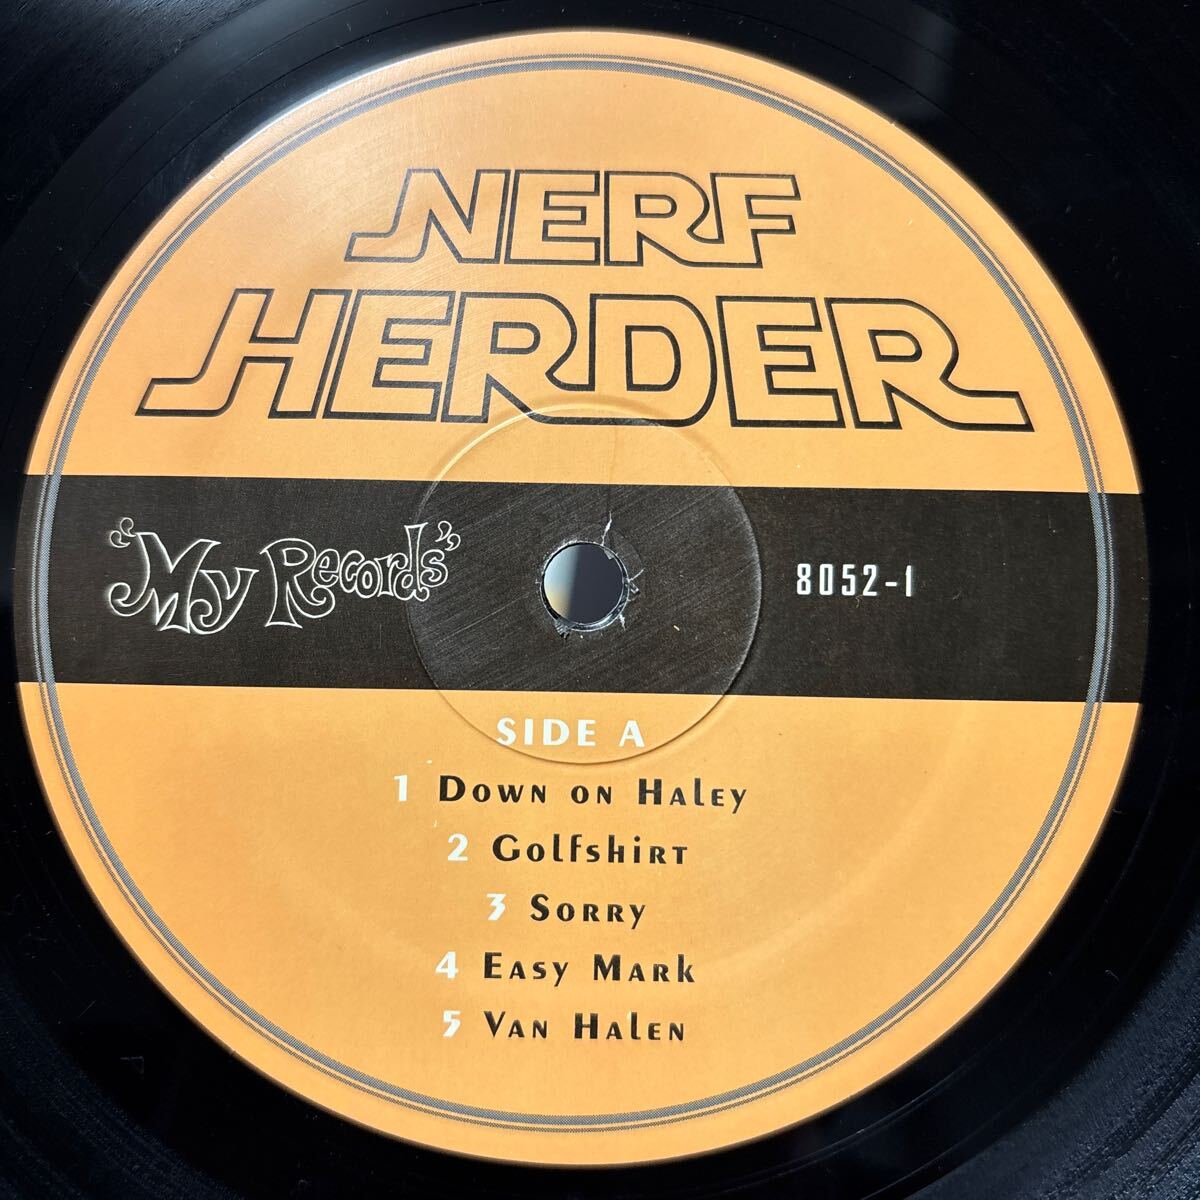 NERF
HERDER
"My Records"
8052-1
SIDE A
1 Down on Haley
2 Golfshirt
3 Sorry
4 Easy Mark
5 Van Halen